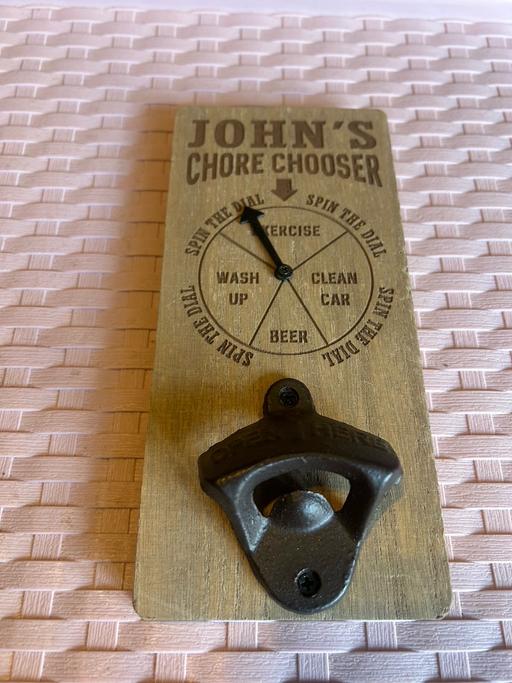 JOHN'S
CHORE CHOOSER
SPIN THE DIAL
SPIN THE DIAL
EXERCISE
WASH
UP
CLEAN
CAR
BEER
SPIN THE DIAL
SPIN THE DIAL
OPEN HERE